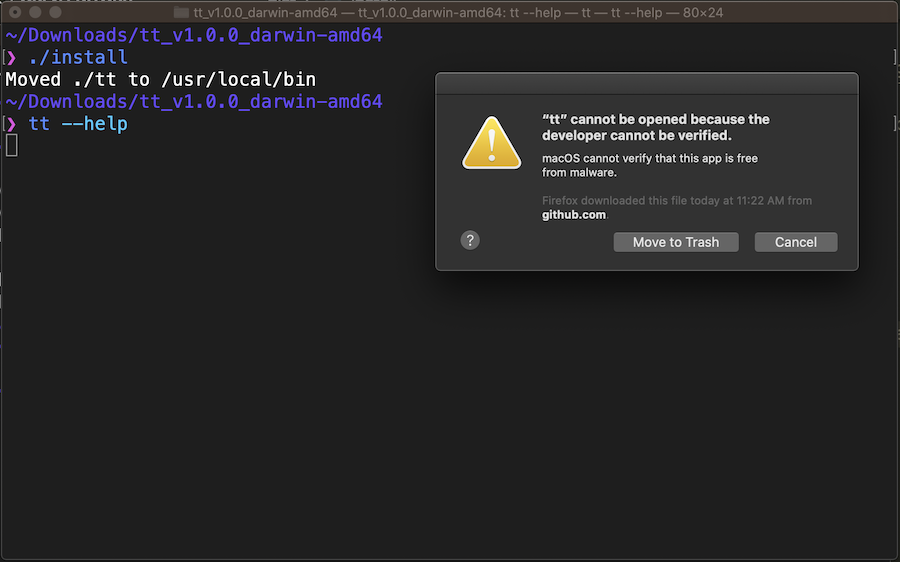 tt_v1.0.0_darwin-amd64 — tt_v1.0.0_darwin-amd64: tt --help — tt — tt --help — 80×24
~/Downloads/tt_v1.0.0_darwin-amd64
❯ ./install
Moved ./tt to /usr/local/bin
~/Downloads/tt_v1.0.0_darwin-amd64
❯ tt --help
“tt” cannot be opened because the
developer cannot be verified.
macOS cannot verify that this app is free
from malware.
Firefox downloaded this file today at 11:22 AM from
github.com.
?
Move to Trash
Cancel